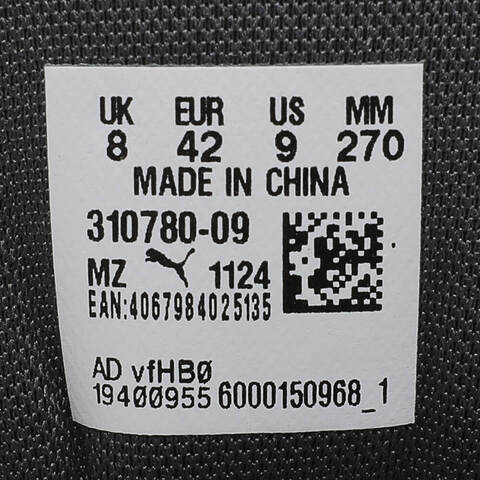 UK EUR US MM
8 42 9 270
MADE IN CHINA
310780-09
MZ 1124
EAN:4067984025135
AD vfHBØ
19400955 6000150968_1